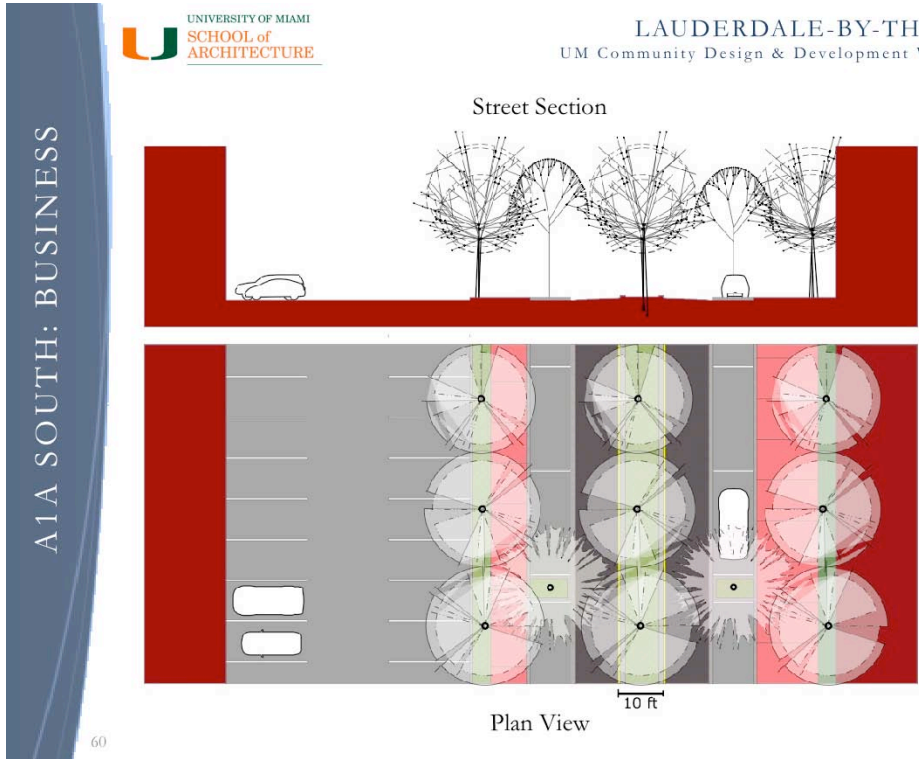 UNIVERSITY OF MIAMI
SCHOOL of
ARCHITECTURE
LAUDERDALE-BY-TH
UM Community Design & Development
A1A SOUTH: BUSINESS
Street Section
10 ft
Plan View
60